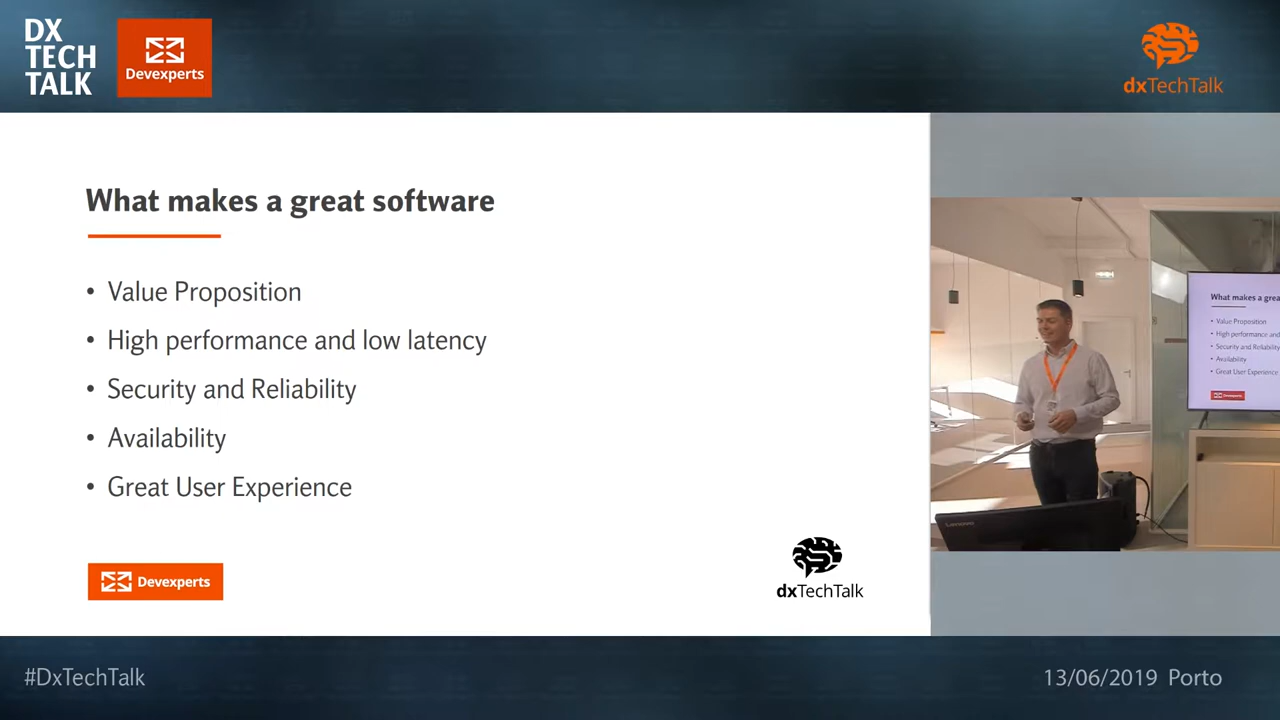 DX
TECH
TALK
Devexperts
dxTechTalk
What makes a great software
• Value Proposition
• High performance and low latency
• Security and Reliability
• Availability
• Great User Experience
Devexperts
dxTechTalk
What makes a grea
• Value Proposition
• High performance and
• Security and Reliability
• Availability
• Great User Experience
Devexperts
Lenovo
#DxTechTalk
13/06/2019 Porto